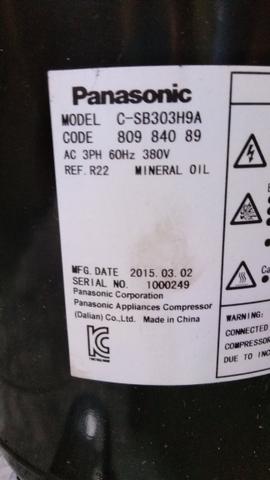 Panasonic
MODEL C-SB303H9A
CODE 809 840 89
AC 3PH 60Hz 380V
REF. R22 MINERAL OIL
MFG. DATE 2015. 03. 02
SERIAL NO. 1000249
Panasonic Corporation
Panasonic Appliances Compressor
(Dalian) Co., Ltd. Made in China
WARNING:
CONNECTED
COMPRESSOR
DUE TO